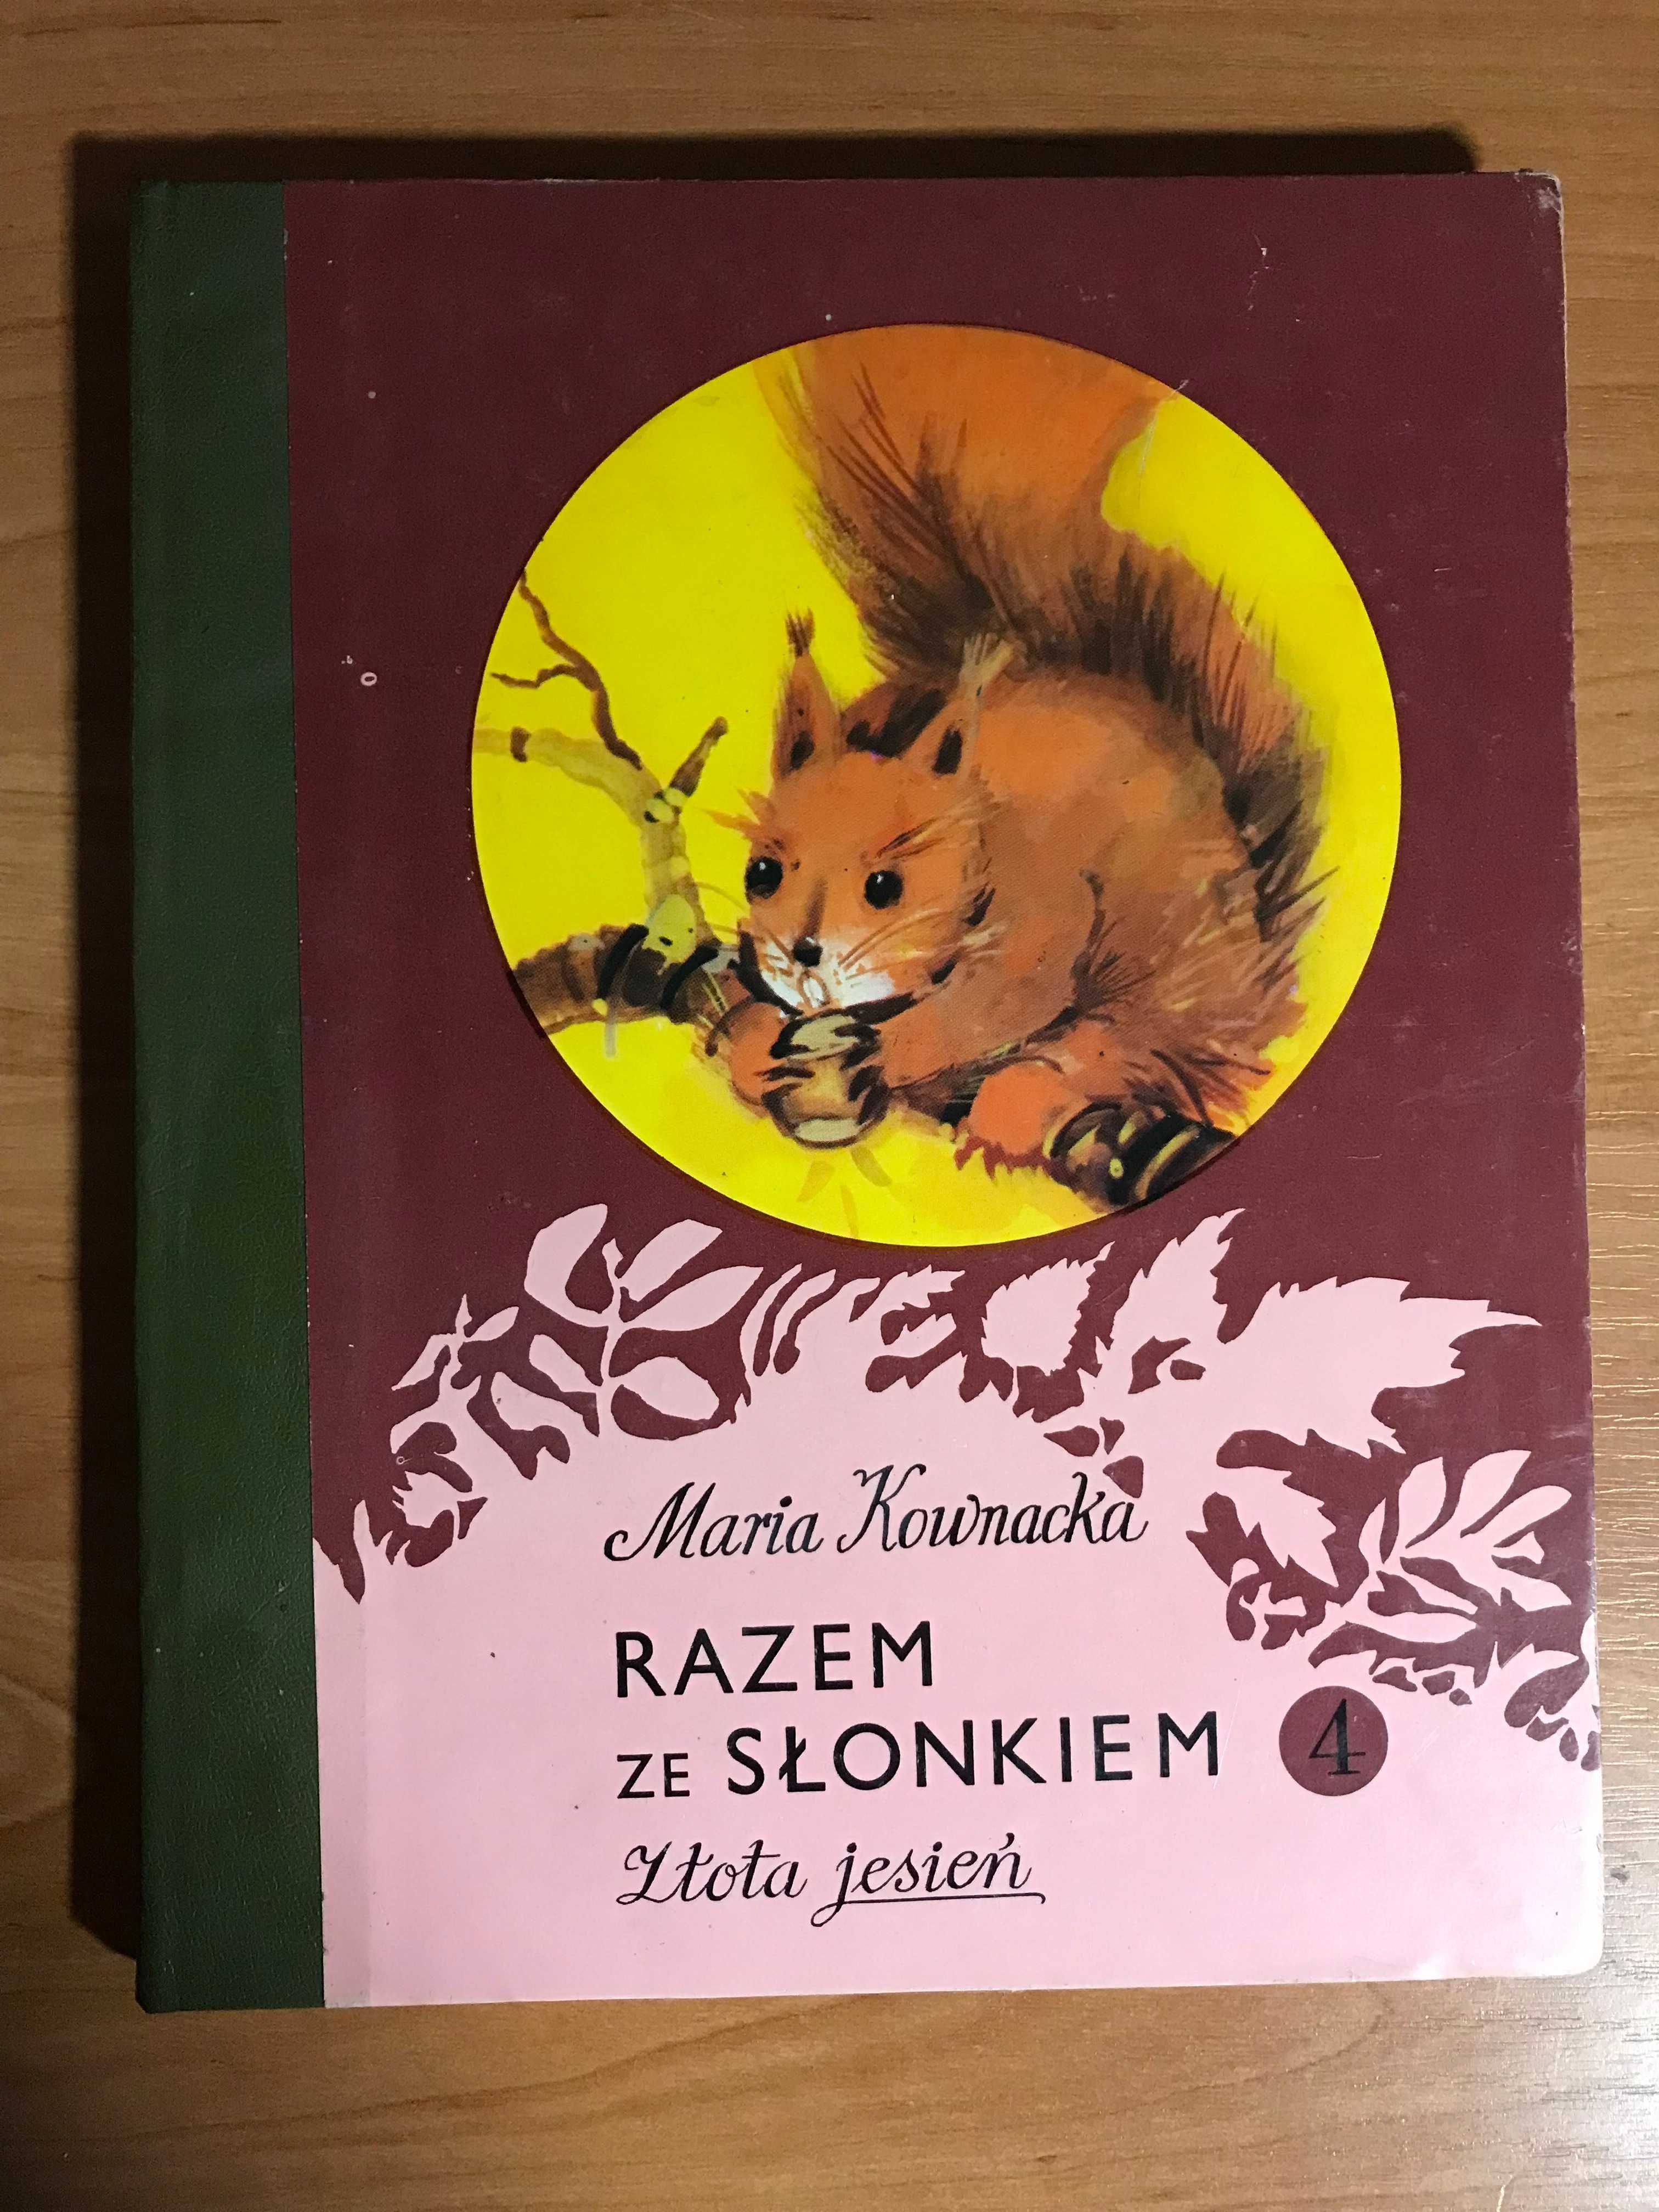 Maria Kownacka
RAZEM
ZE SŁONKIEM 4
Złota jesień